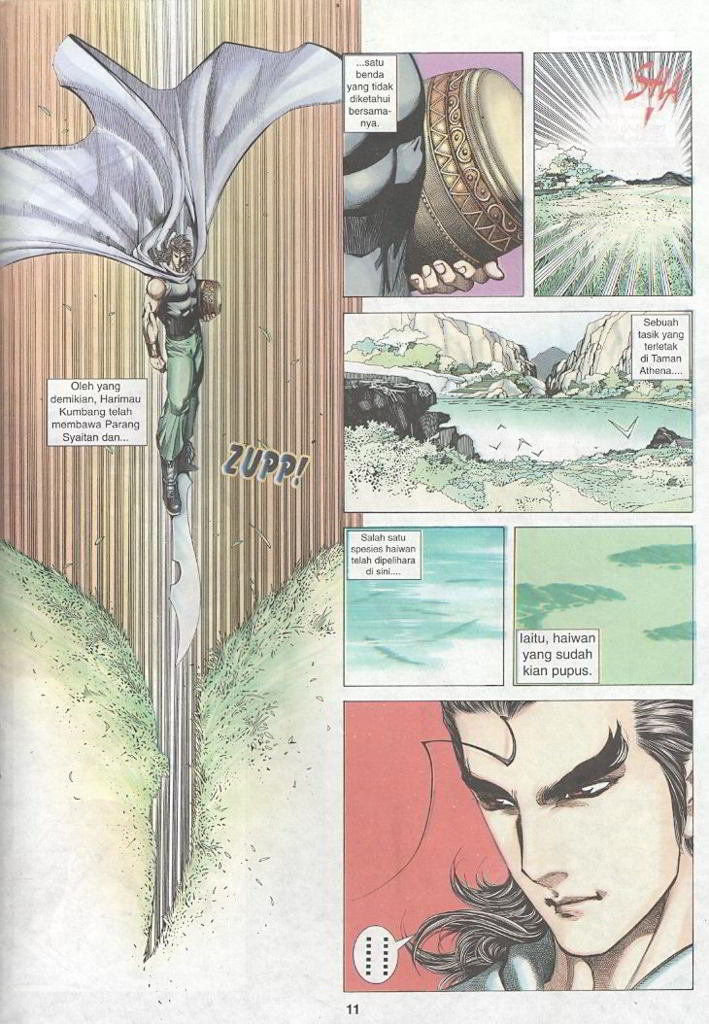 Oleh yang
demikian, Harimau
Kumbang telah
membawa Parang
Syaitan dan...
ZUPP!
...satu
benda
yang tidak
diketahui
bersama-
nya.
SHA
!
Sebuah
tasik yang
terletak
di Taman
Athena....
Salah satu
spesies haiwan
telah dipelihara
di sini....
Iaitu, haiwan
yang sudah
kian pupus.
11